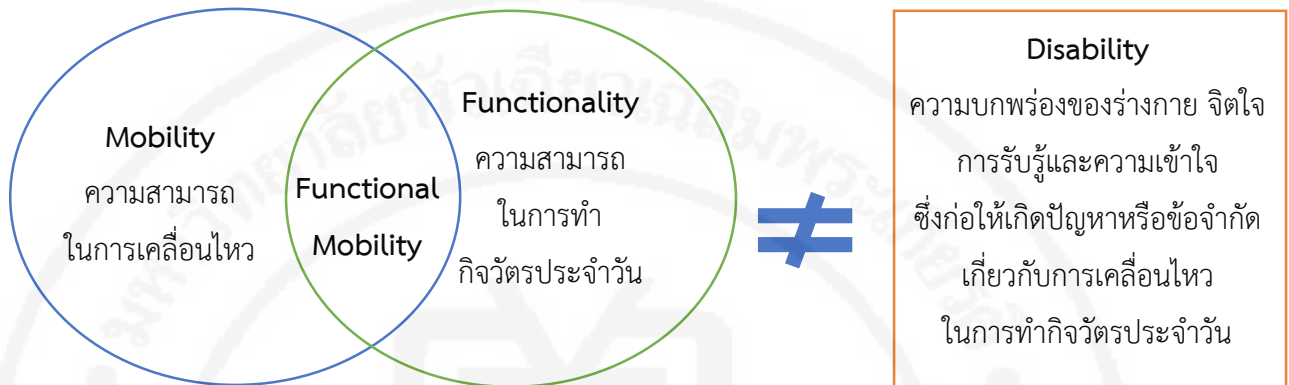 Mobility
ความสามารถ
ในการเคลื่อนไหว
Functional
Mobility
Functionality
ความสามารถ
ในการทำ
กิจวัตรประจำวัน
≠
Disability
ความบกพร่องของร่างกาย จิตใจ
การรับรู้และความเข้าใจ
ซึ่งก่อให้เกิดปัญหาหรือข้อจำกัด
เกี่ยวกับการเคลื่อนไหว
ในการทำกิจวัตรประจำวัน